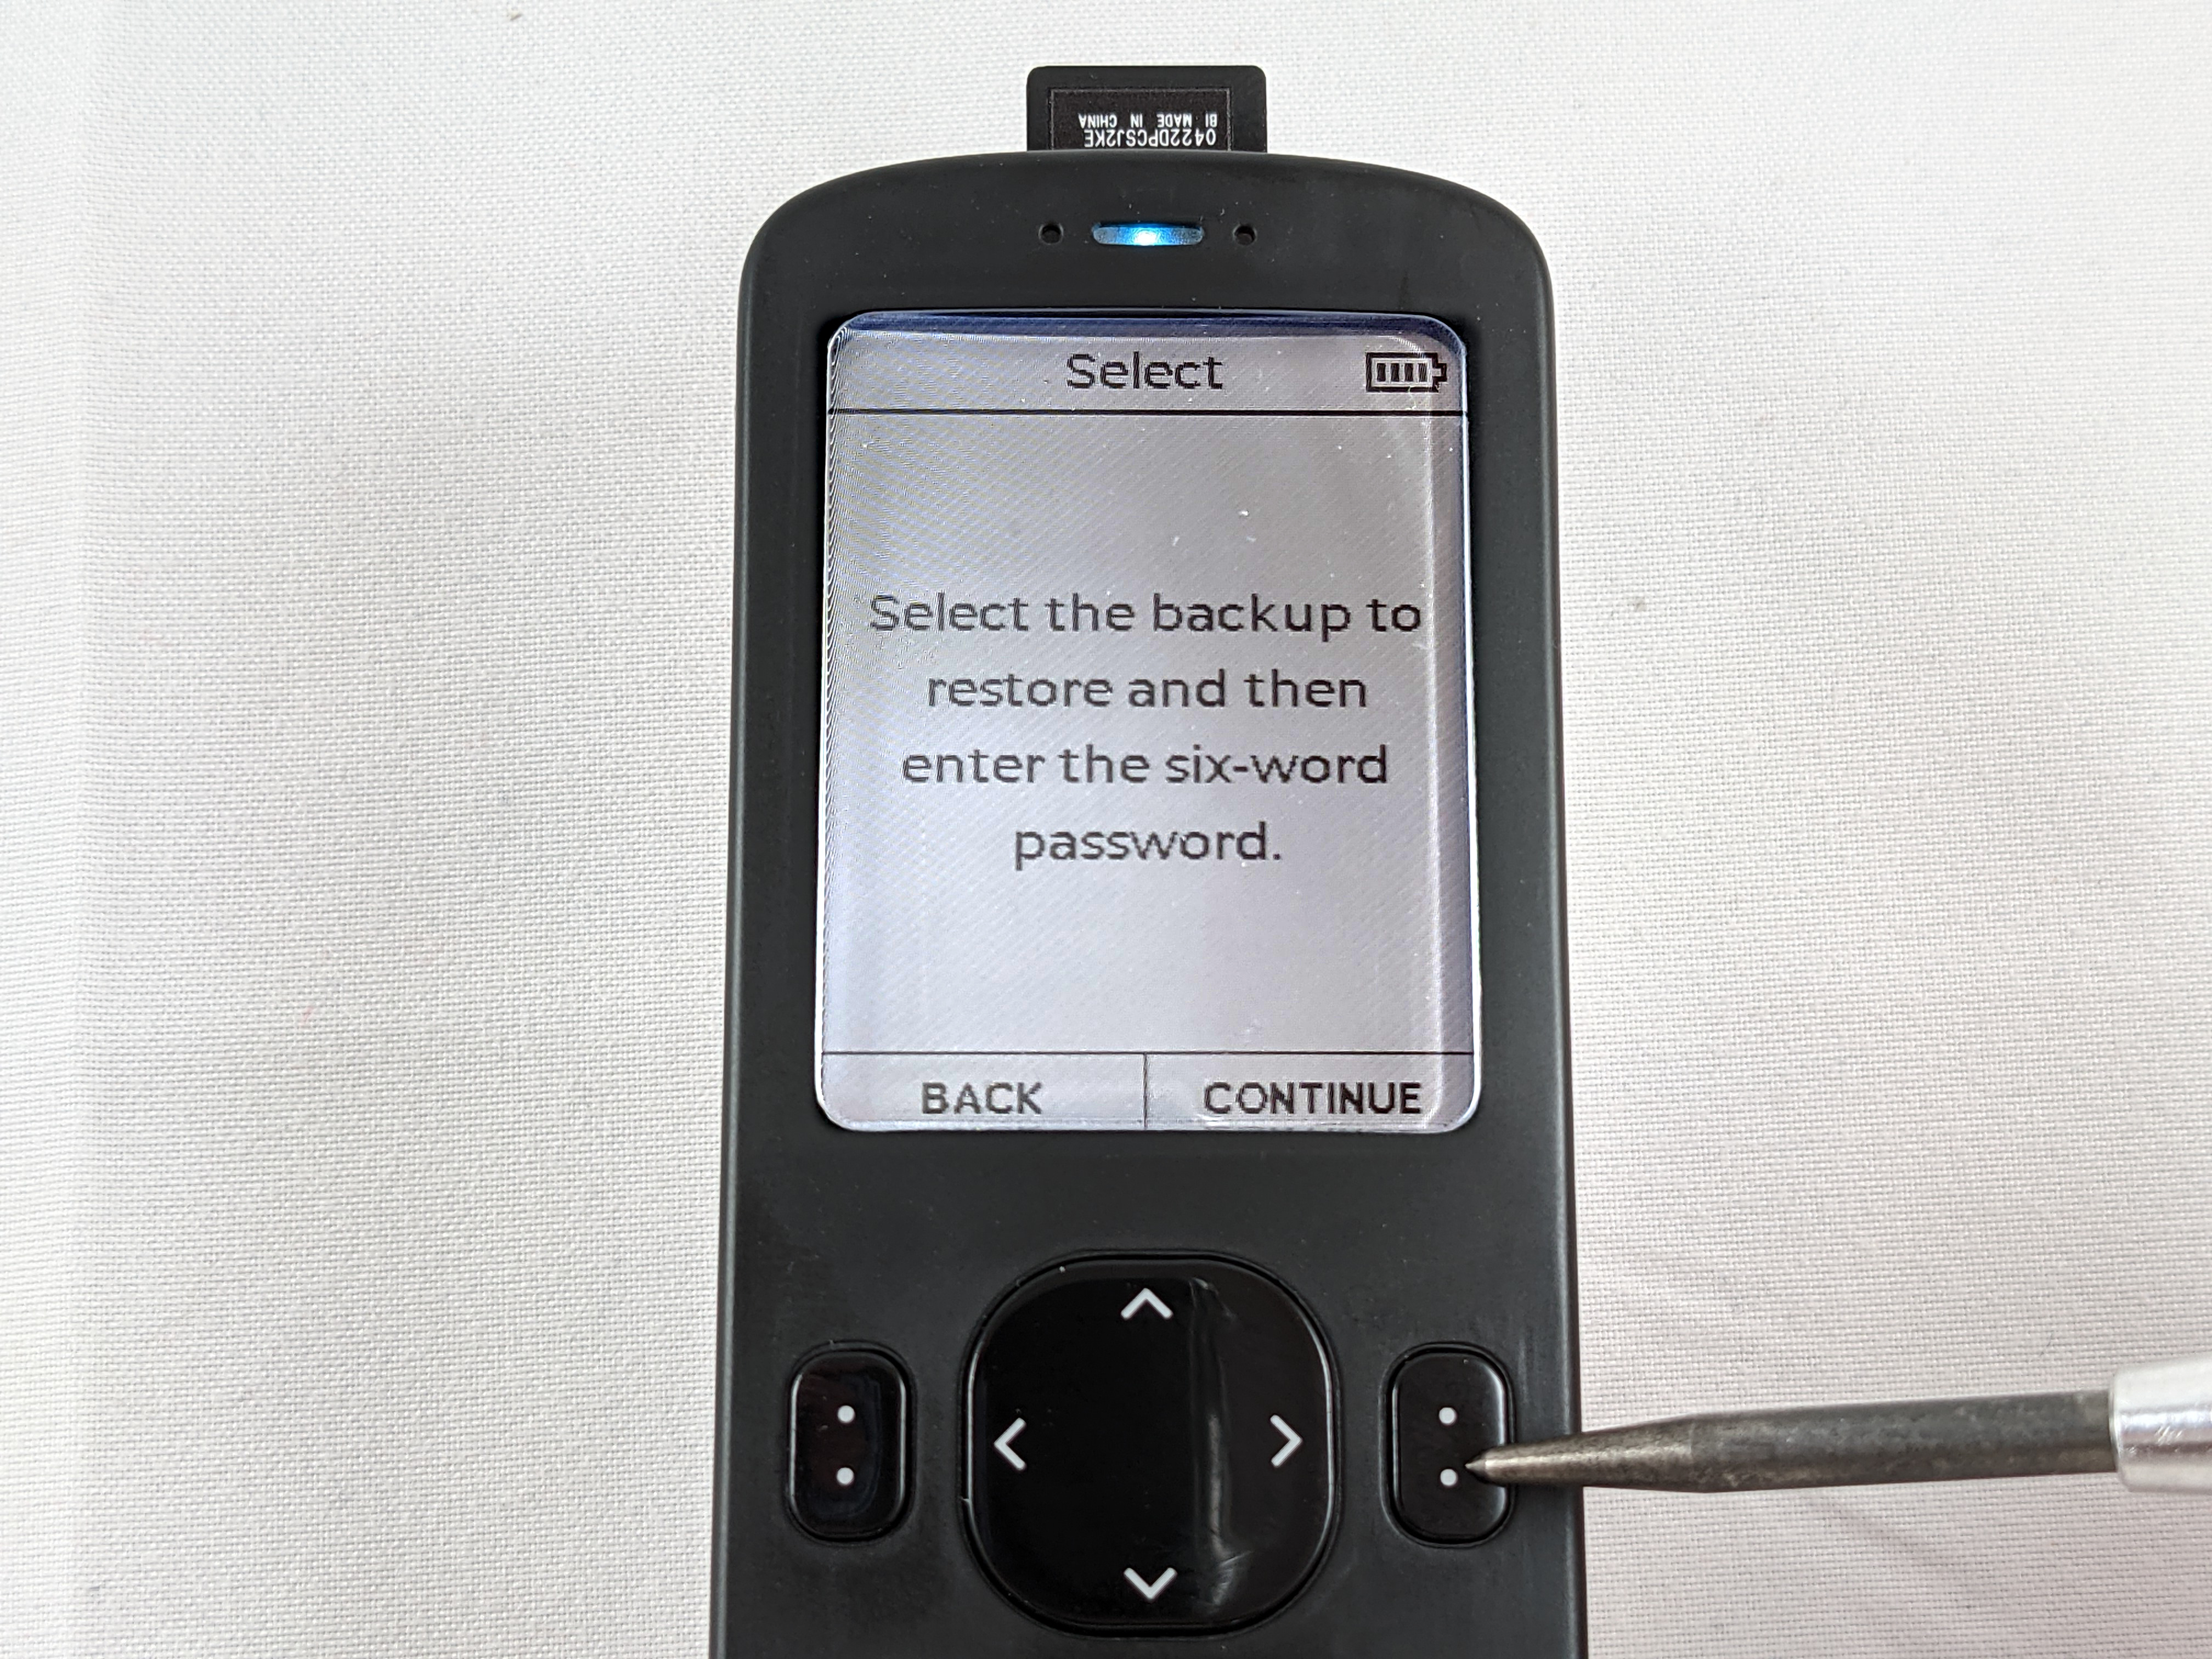 0422DPCSJ2KE
BI MADE IN CHINA
Select
Select the backup to
restore and then
enter the six-word
password.
BACK
CONTINUE